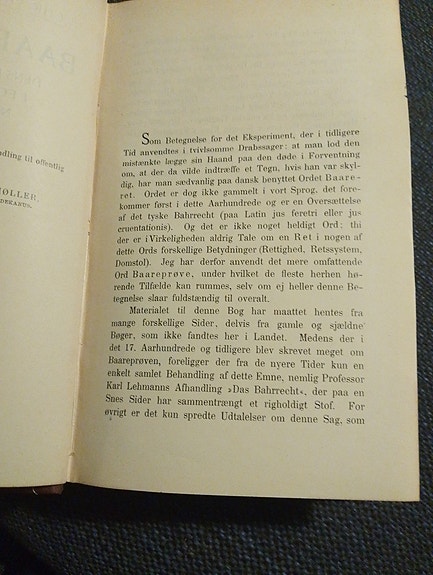 BAA
ndling til offentlig
ØLLER,
DEKANUS.
Som Betegnelse for det Eksperiment, der i tidligere
Tid anvendtes i tvivlsomme Drabssager: at man lod den
mistænkte lægge sin Haand paa den døde i Forventning
om, at der da vilde indtræffe et Tegn, hvis han var skyl-
dig, har man sædvanlig paa dansk benyttet Ordet Baare-
ret. Ordet er dog ikke gammelt i vort Sprog, det fore-
kommer først i dette Aarhundrede og er en Oversættelse
af det tyske Bahrrecht (paa Latin jus feretri eller jus
cruentationis). Og det er ikke noget heldigt Ord: thi
der er i Virkeligheden aldrig Tale om en Ret i nogen af
dette Ords forskellige Betydninger (Rettighed, Retssystem,
Domstol). Jeg har derfor anvendt det mere omfattende
Ord Baareprøve, under hvilket de fleste herhen hø-
rende Tilfælde kan rummes, selv om ej heller denne Be-
tegnelse slaar fuldstændig til overalt.
Materialet til denne Bog har maattet hentes fra
mange forskellige Sider, delvis fra gamle og sjældne
Bøger, som ikke fandtes her i Landet. Medens der i
det 17. Aarhundrede og tidligere blev skrevet meget om
Baareprøven, foreligger der fra de nyere Tider kun en
enkelt samlet Behandling af dette Emne, nemlig Professor
Karl Lehmanns Afhandling »Das Bahrrecht«, der paa en
Snes Sider har sammentrængt et righoldigt Stof. For
øvrigt er det kun spredte Udtalelser om denne Sag, som